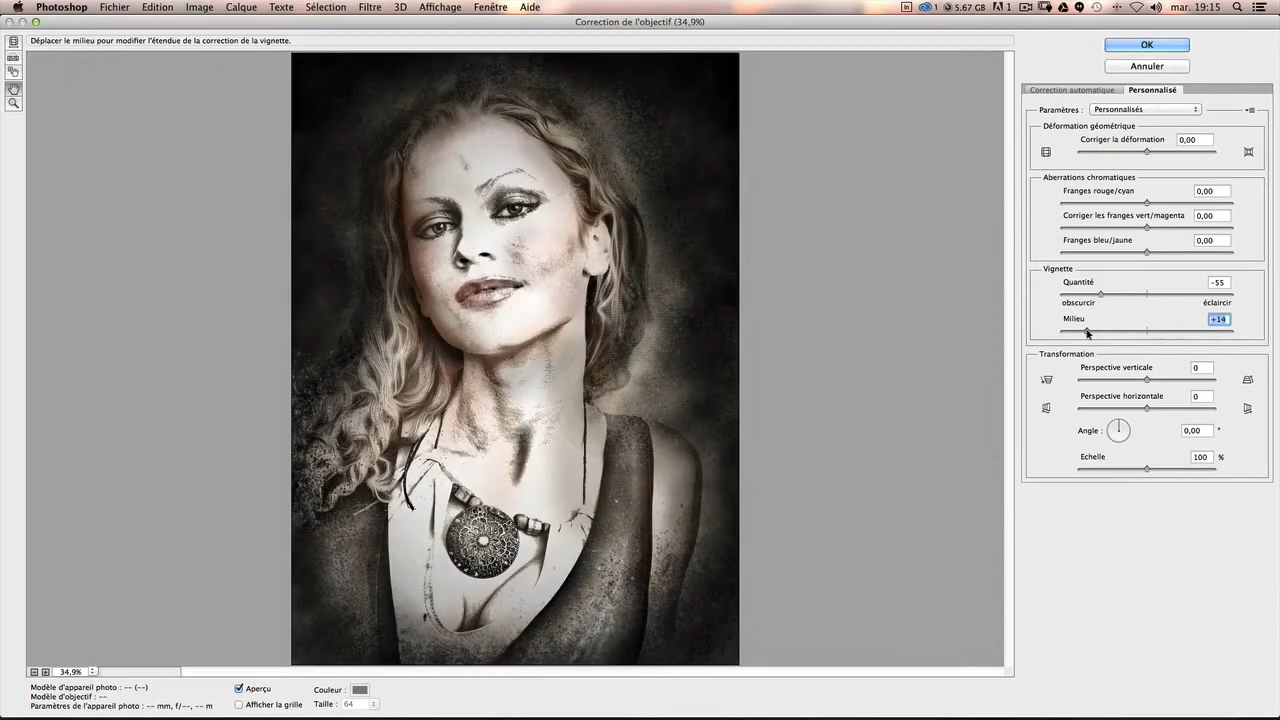 Photoshop Fichier Edition Image Calque Texte Sélection Filtre 3D Affichage Fenêtre Aide 1 5.67 GB 1 mar. 19:15
Correction de l'objectif (34,9%)
Déplacer le milieu pour modifier l'étendue de la correction de la vignette.
OK
Annuler
Correction automatique Personnalisé
Paramètres : Personnalisés
Déformation géométrique
Corriger la déformation 0,00
Aberrations chromatiques
Franges rouge/cyan 0,00
Corriger les franges vert/magenta 0,00
Franges bleu/jaune 0,00
Vignette
Quantité -55
obscurcir éclaircir
Milieu +14
Transformation
Perspective verticale 0
Perspective horizontale 0
Angle : 0,00 °
Echelle 100 %
34,9%
Modèle d'appareil photo : -- (--)
Modèle d'objectif : --
Paramètres de l'appareil photo : -- mm, f/--, -- m
Aperçu
Afficher la grille
Couleur :
Taille : 64